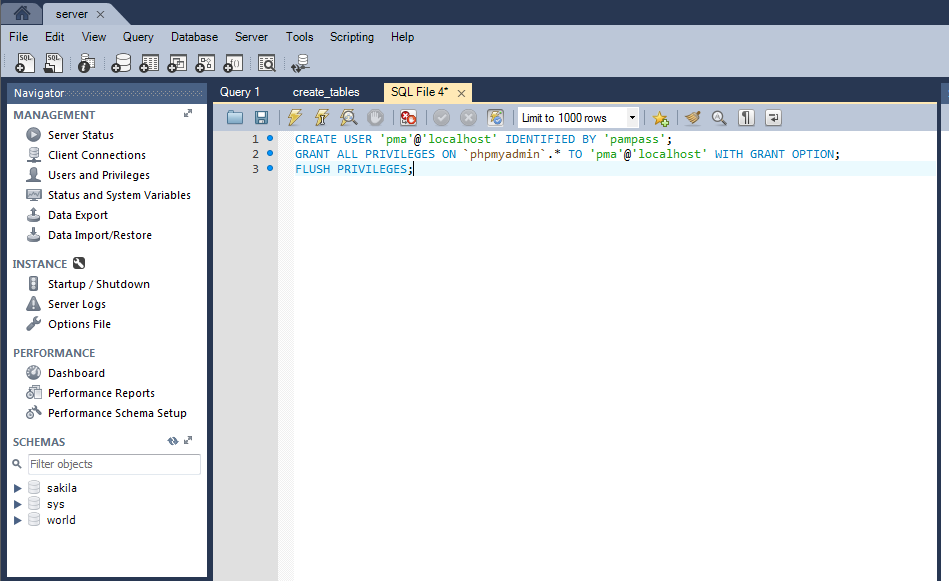 server
File Edit View Query Database Server Tools Scripting Help
Navigator
MANAGEMENT
Server Status
Client Connections
Users and Privileges
Status and System Variables
Data Export
Data Import/Restore
INSTANCE
Startup / Shutdown
Server Logs
Options File
PERFORMANCE
Dashboard
Performance Reports
Performance Schema Setup
SCHEMAS
Filter objects
sakila
sys
world
Query 1 create_tables SQL File 4*
Limit to 1000 rows
1 CREATE USER 'pma'@'localhost' IDENTIFIED BY 'pampass';
2 GRANT ALL PRIVILEGES ON `phpmyadmin`.* TO 'pma'@'localhost' WITH GRANT OPTION;
3 FLUSH PRIVILEGES;